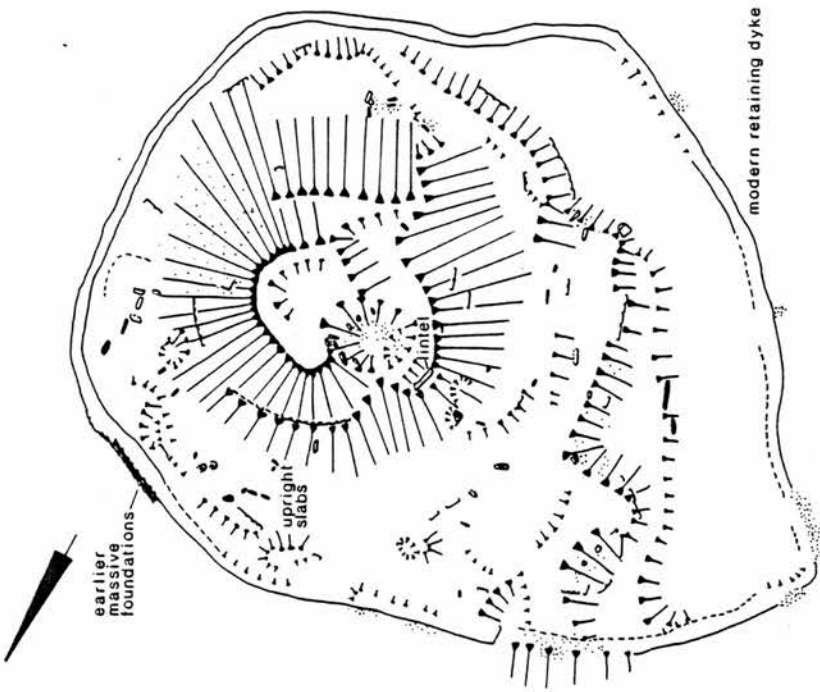 modern retaining dyke
lintel
upright
slabs
earlier
massive
foundations